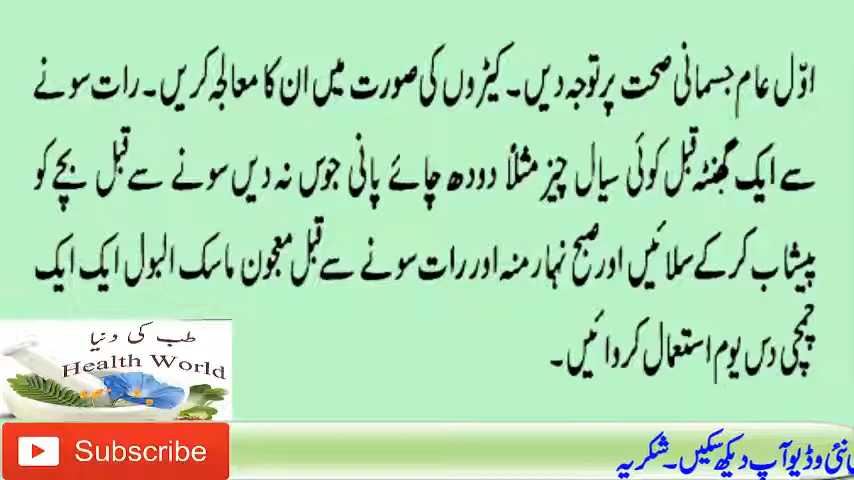 اوّل عام جسمانی صحت پر توجہ دیں۔ کیڑوں کی صورت میں ان کا معالجہ کریں۔ رات سونے
سے ایک گھنٹہ قبل کوئی سیال چیز مثلاً دودھ چائے پانی جوس نہ دیں سونے سے قبل بچے کو
پیشاب کرکے سلائیں اور صبح نہار منہ اور رات سونے سے قبل معجون ماسک البول ایک ایک
چمچی دس یوم استعمال کروائیں۔
طب کی دنیا
Health World
Subscribe
نئی وڈیو آپ دیکھ سکیں۔ شکریہ